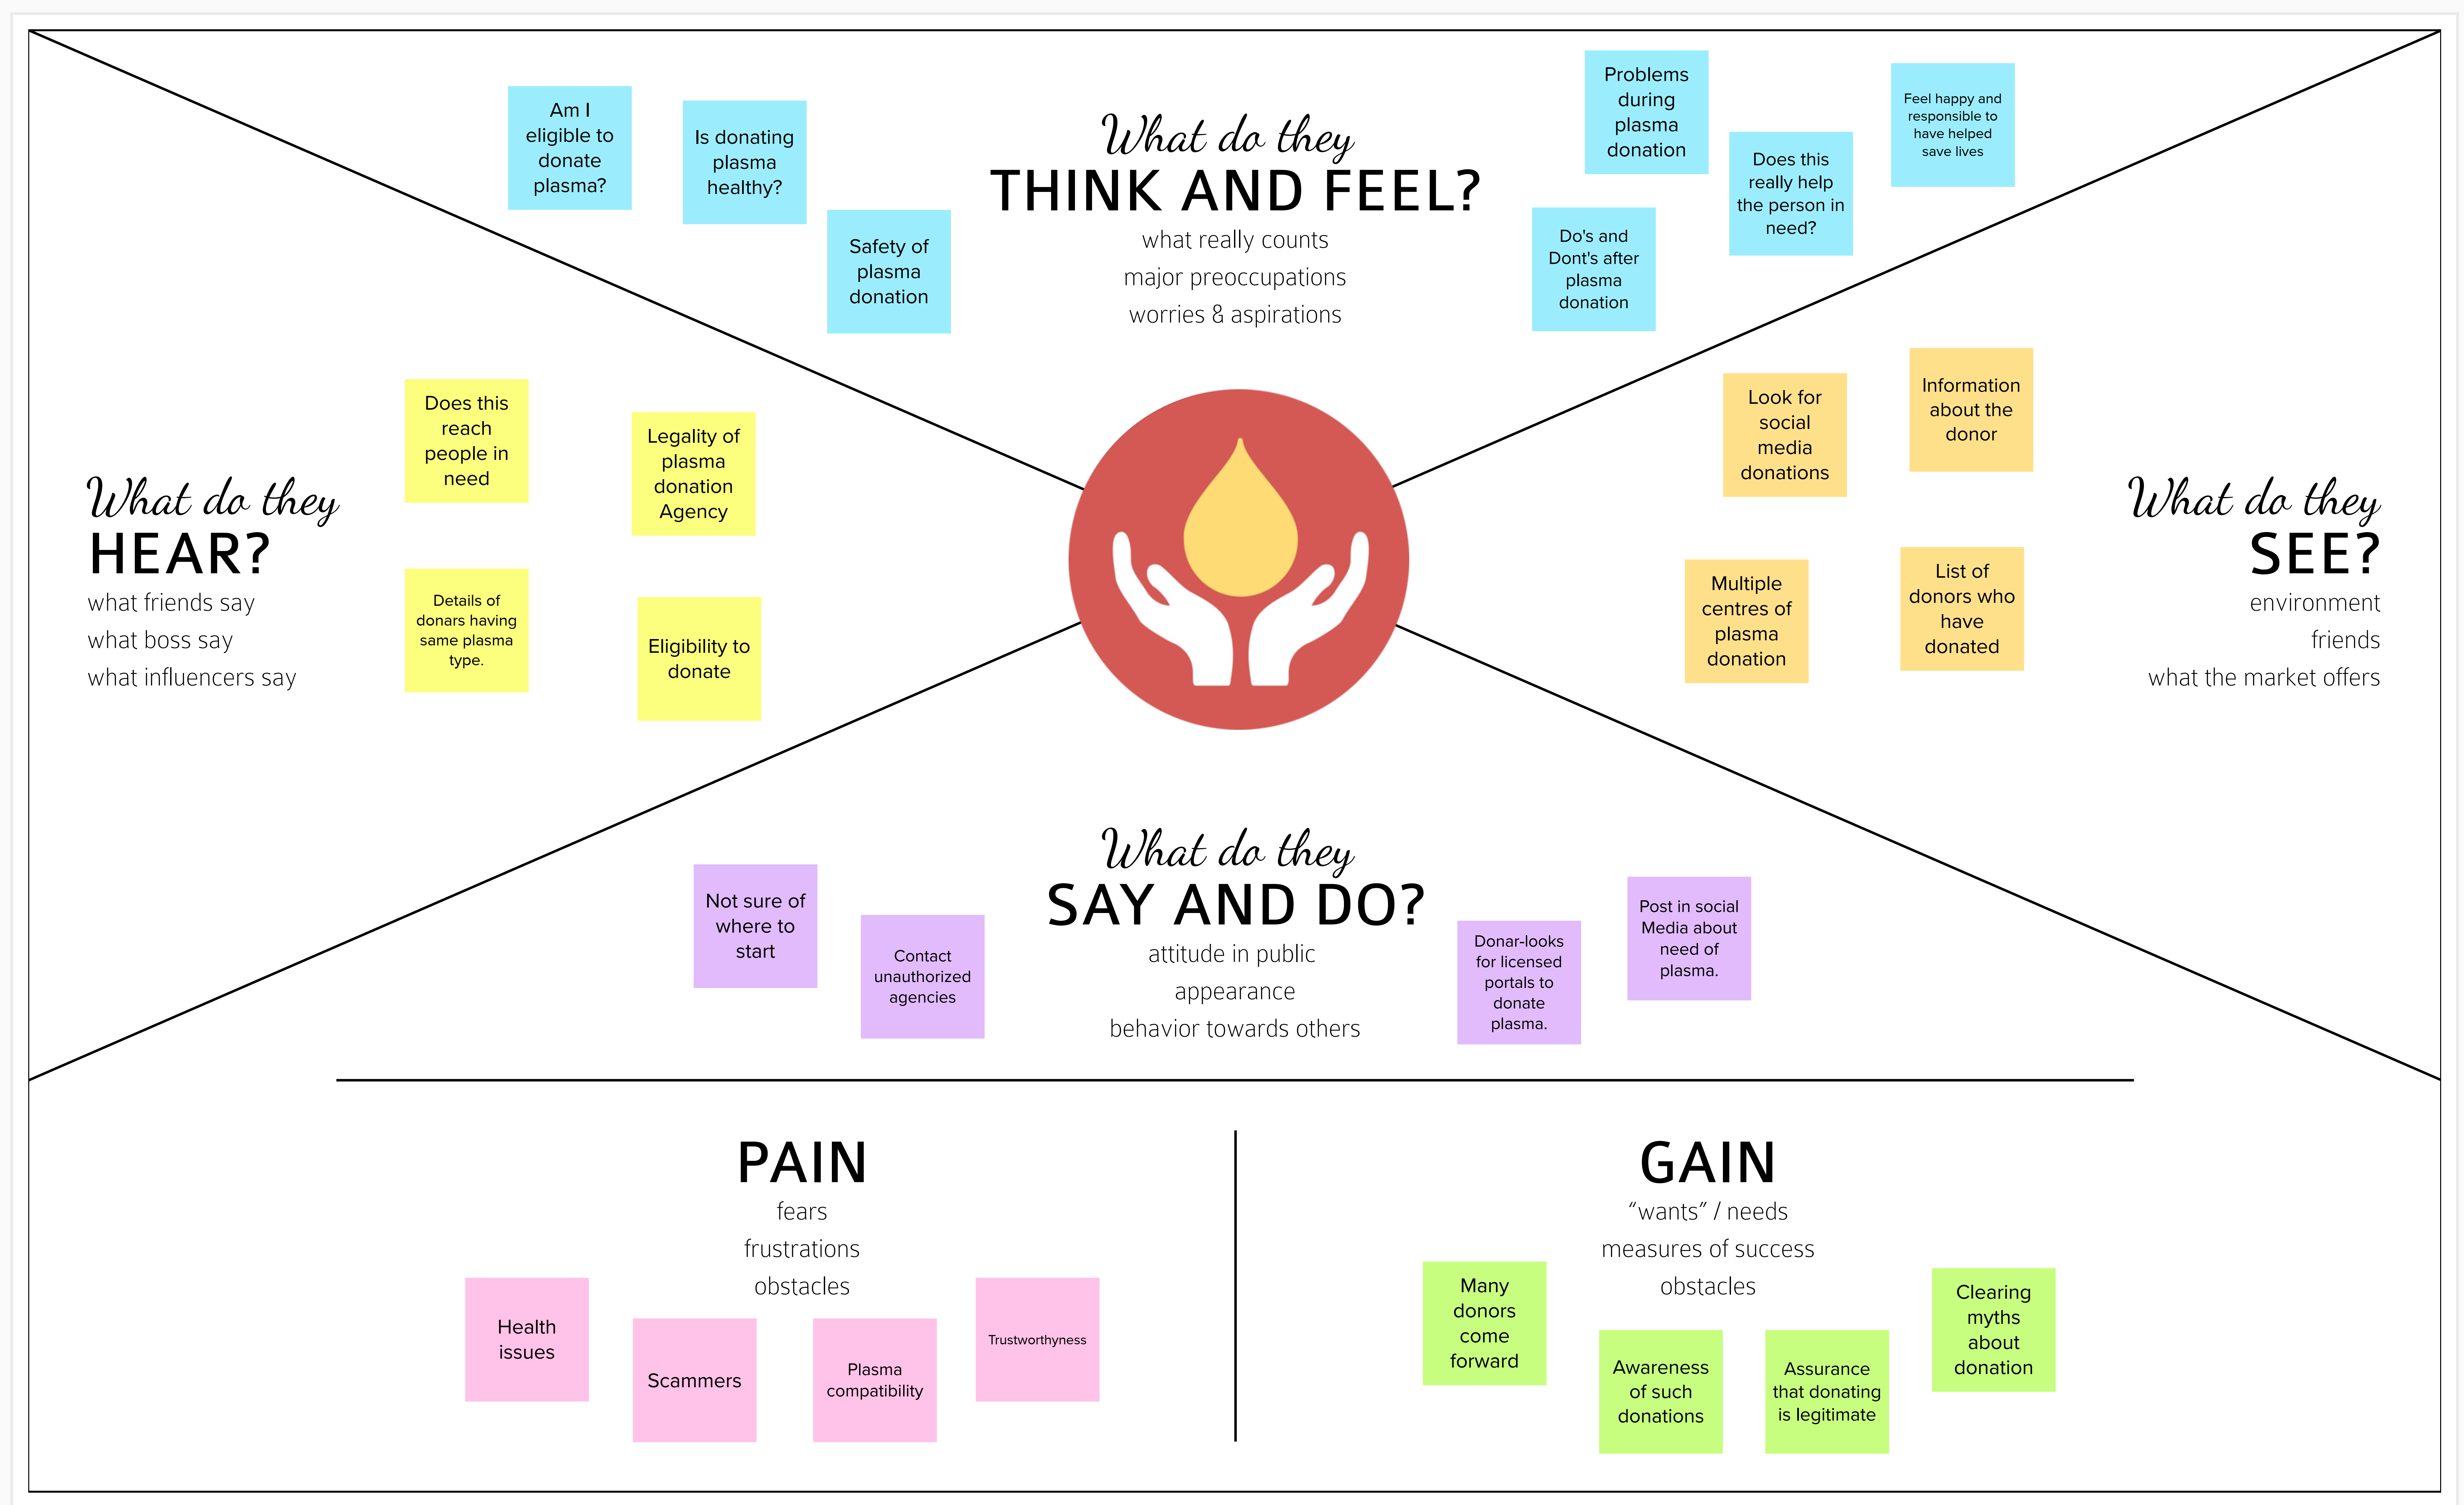 What do they
THINK AND FEEL?
what really counts
major preoccupations
worries & aspirations
Am I
eligible to
donate
plasma?
Is donating
plasma
healthy?
Safety of
plasma
donation
Problems
during
plasma
donation
Does this
really help
the person in
need?
Feel happy and
responsible to
have helped
save lives
Do's and
Dont's after
plasma
donation
What do they
HEAR?
what friends say
what boss say
what influencers say
Does this
reach
people in
need
Legality of
plasma
donation
Agency
Details of
donars having
same plasma
type.
Eligibility to
donate
Look for
social
media
donations
Information
about the
donor
Multiple
centres of
plasma
donation
List of
donors who
have
donated
What do they
SEE?
environment
friends
what the market offers
What do they
SAY AND DO?
attitude in public
appearance
behavior towards others
Not sure of
where to
start
Contact
unauthorized
agencies
Donar-looks
for licensed
portals to
donate
plasma.
Post in social
Media about
need of
plasma.
PAIN
fears
frustrations
obstacles
Health
issues
Scammers
Plasma
compatibility
Trustworthyness
GAIN
“wants” / needs
measures of success
obstacles
Many
donors
come
forward
Awareness
of such
donations
Assurance
that donating
is legitimate
Clearing
myths
about
donation